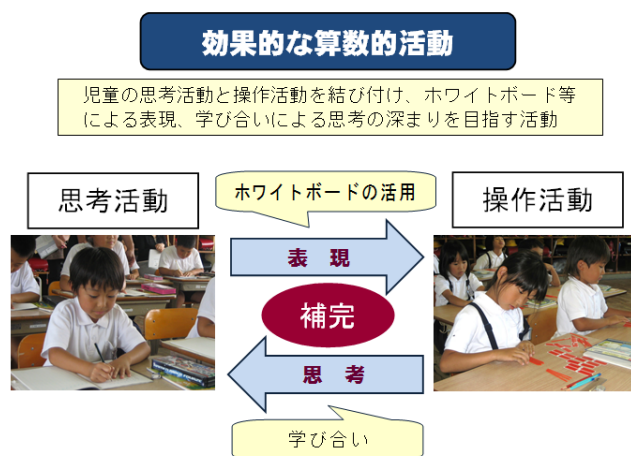 効果的な算数的活動
児童の思考活動と操作活動を結び付け、ホワイトボード等
による表現、学び合いによる思考の深まりを目指す活動
思考活動
ホワイトボードの活用
操作活動
表 現
補完
思 考
学び合い